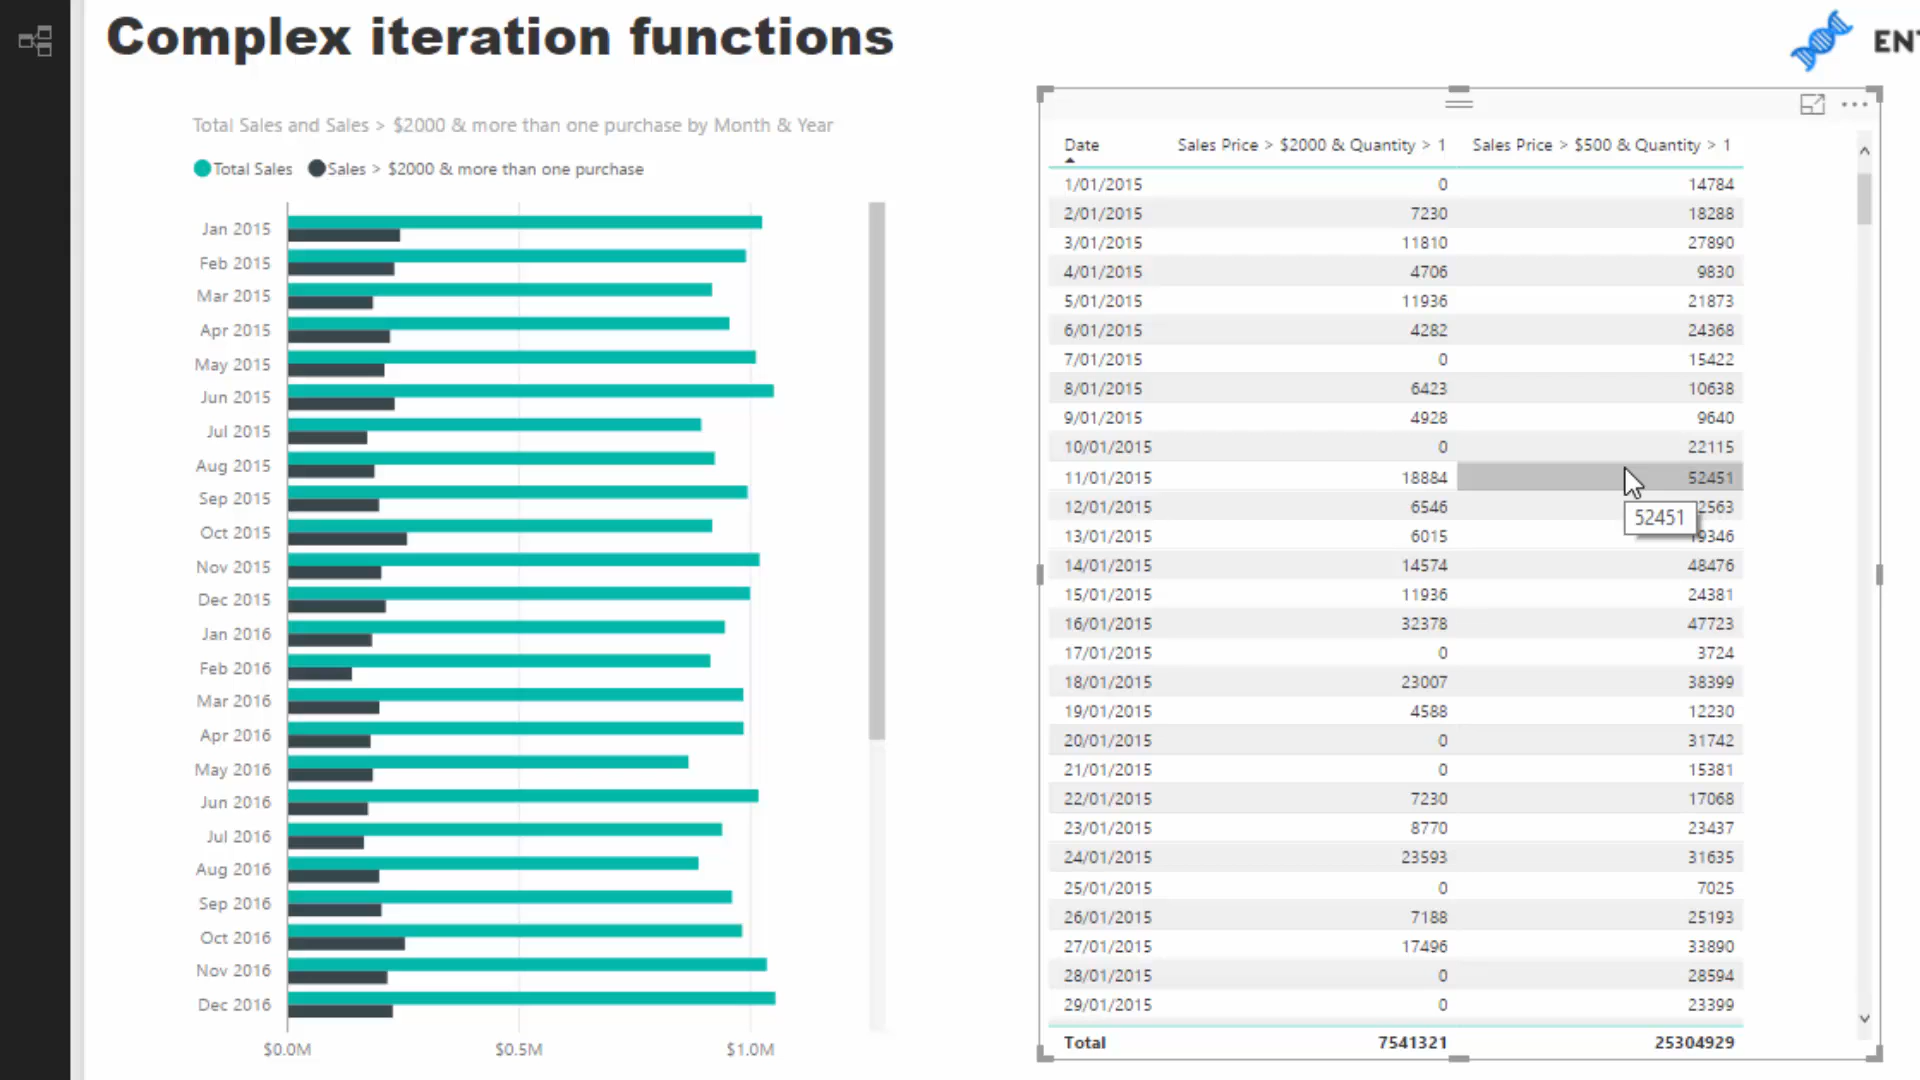 Complex iteration functions
ENT
Total Sales and Sales > $2000 & more than one purchase by Month & Year
Total Sales Sales > $2000 & more than one purchase
Jan 2015
Feb 2015
Mar 2015
Apr 2015
May 2015
Jun 2015
Jul 2015
Aug 2015
Sep 2015
Oct 2015
Nov 2015
Dec 2015
Jan 2016
Feb 2016
Mar 2016
Apr 2016
May 2016
Jun 2016
Jul 2016
Aug 2016
Sep 2016
Oct 2016
Nov 2016
Dec 2016
$0.0M $0.5M $1.0M
Date Sales Price > $2000 & Quantity > 1 Sales Price > $500 & Quantity > 1
1/01/2015 0 14784
2/01/2015 7230 18288
3/01/2015 11810 27890
4/01/2015 4706 9830
5/01/2015 11936 21873
6/01/2015 4282 24368
7/01/2015 0 15422
8/01/2015 6423 10638
9/01/2015 4928 9640
10/01/2015 0 22115
11/01/2015 18884 52451
12/01/2015 6546 2563
52451
13/01/2015 6015 9346
14/01/2015 14574 48476
15/01/2015 11936 24381
16/01/2015 32378 47723
17/01/2015 0 3724
18/01/2015 23007 38399
19/01/2015 4588 12230
20/01/2015 0 31742
21/01/2015 0 15381
22/01/2015 7230 17068
23/01/2015 8770 23437
24/01/2015 23593 31635
25/01/2015 0 7025
26/01/2015 7188 25193
27/01/2015 17496 33890
28/01/2015 0 28594
29/01/2015 0 23399
Total 7541321 25304929